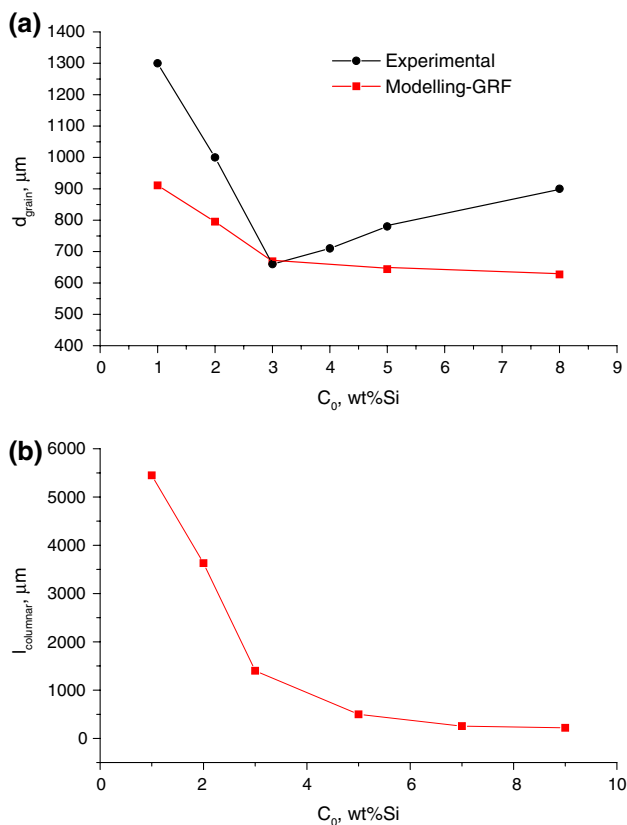 (a)
1400
1300
1200
1100
1000
900
800
700
600
500
400
d_grain, μm
Experimental
Modelling-GRF
0 1 2 3 4 5 6 7 8 9
C_0, wt%Si
(b)
6000
5000
4000
3000
2000
1000
0
l_columnar, μm
0 2 4 6 8 10
C_0, wt%Si